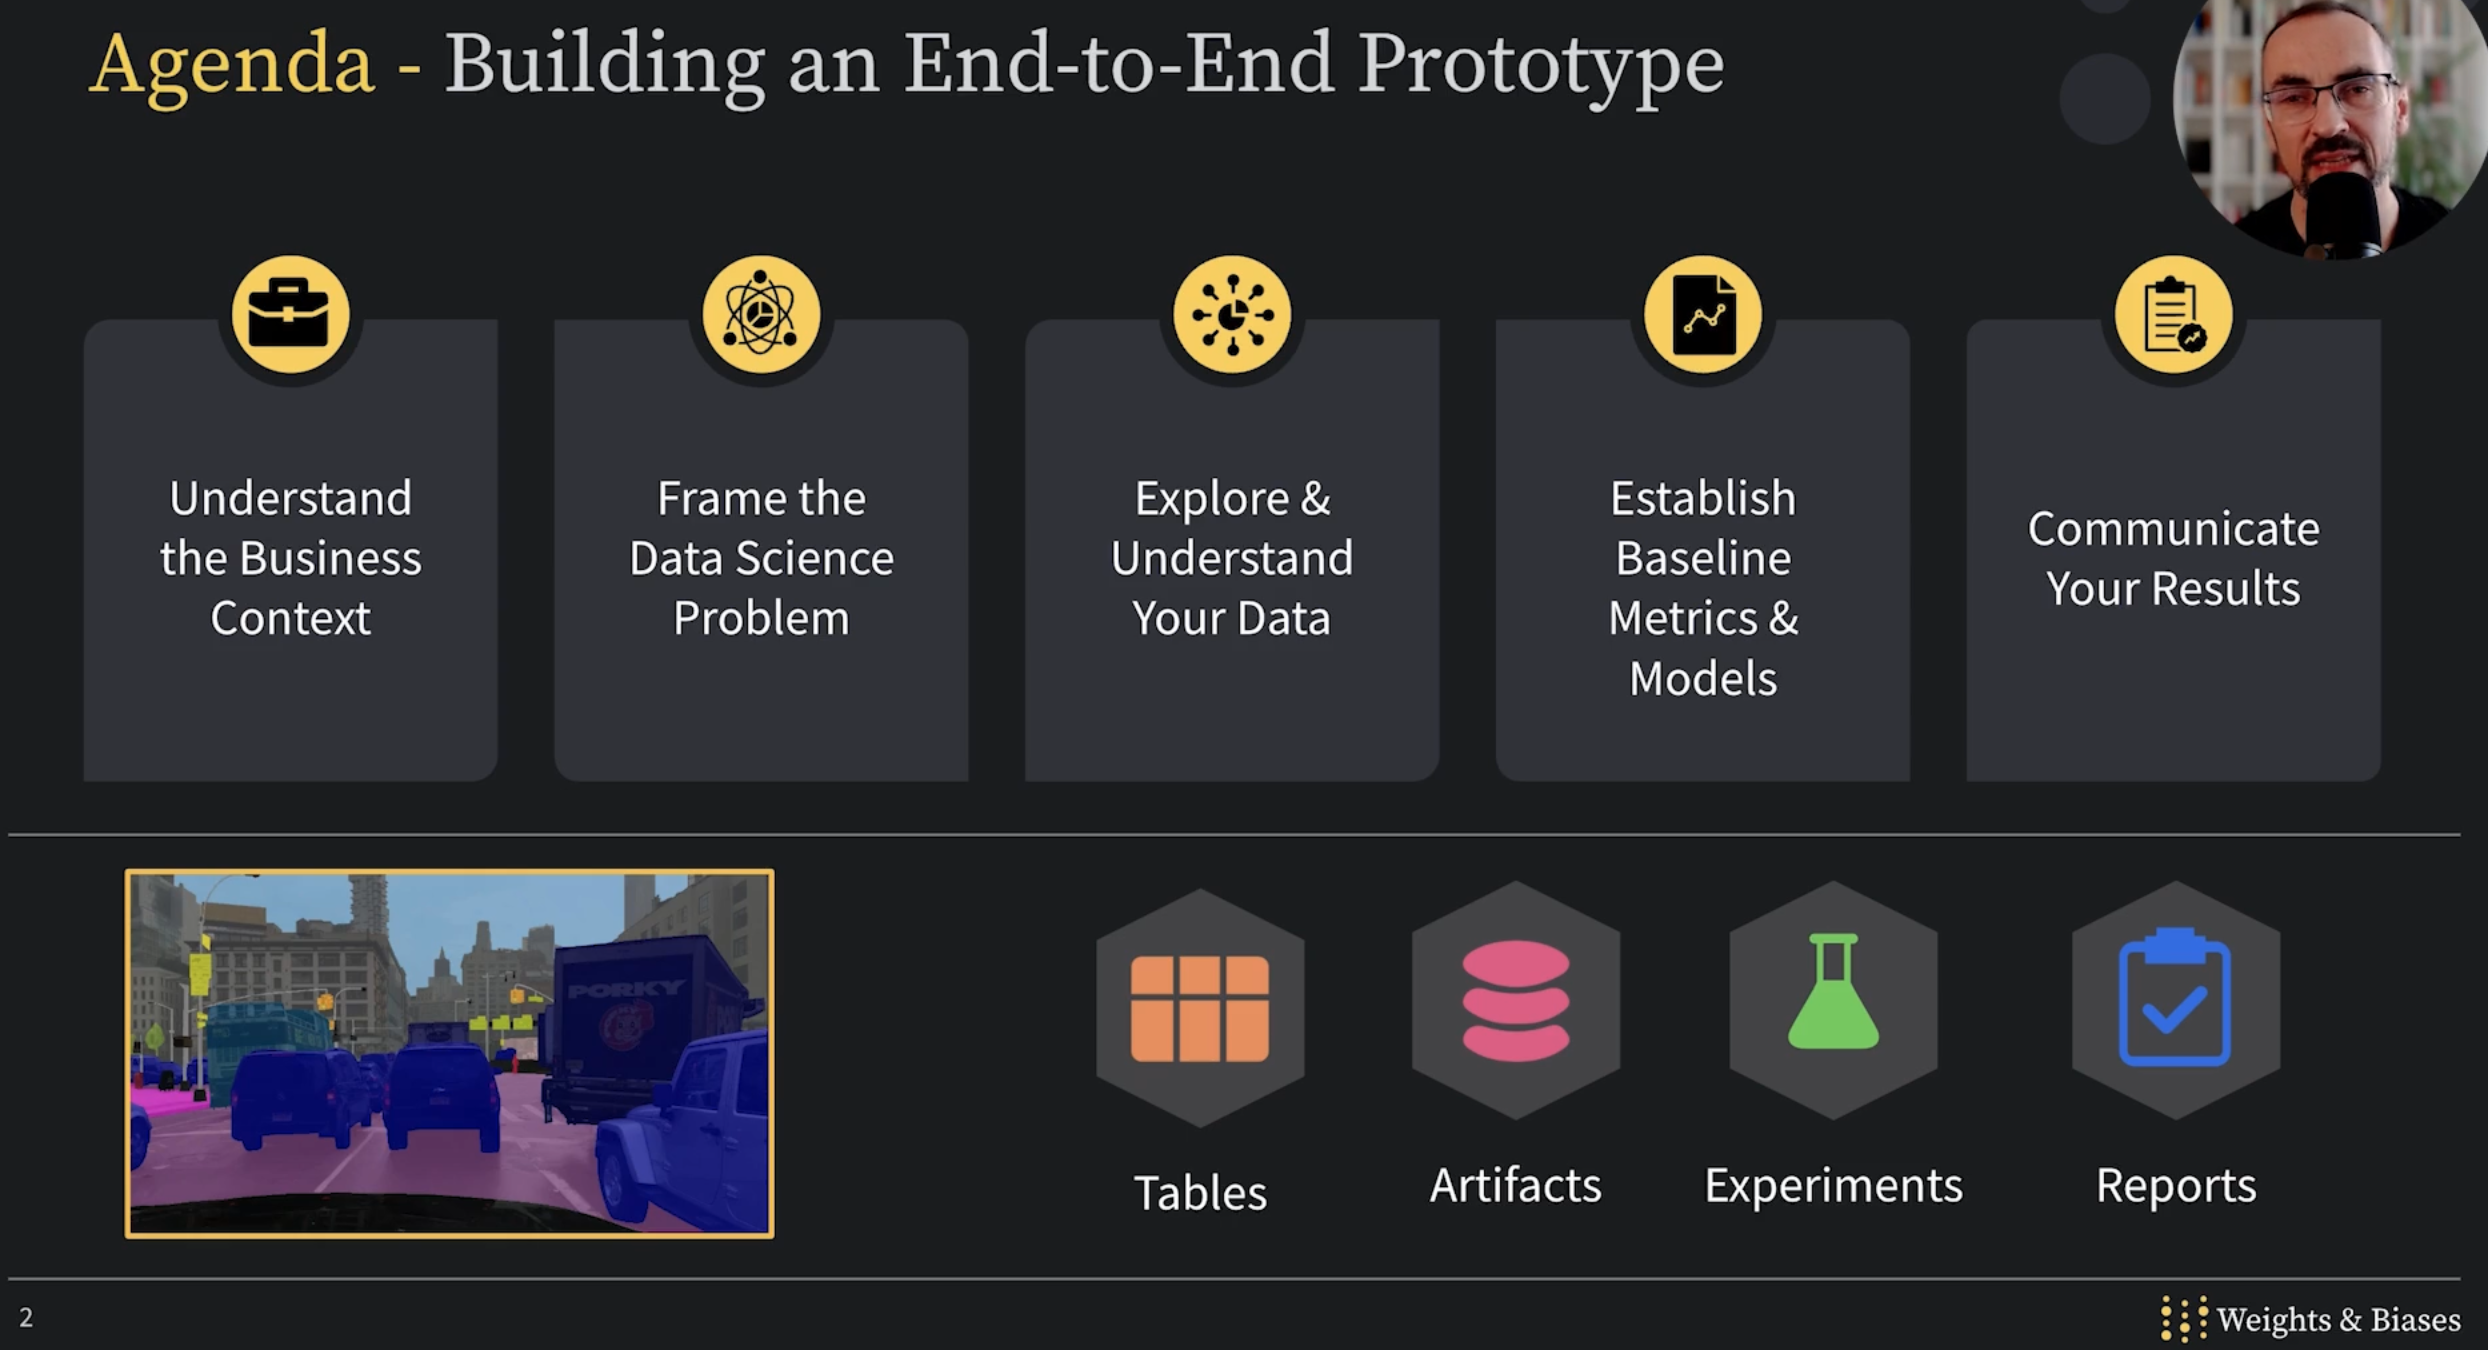 Agenda - Building an End-to-End Prototype
Understand
the Business
Context
Frame the
Data Science
Problem
Explore &
Understand
Your Data
Establish
Baseline
Metrics &
Models
Communicate
Your Results
PORKY
Tables
Artifacts
Experiments
Reports
2
Weights & Biases